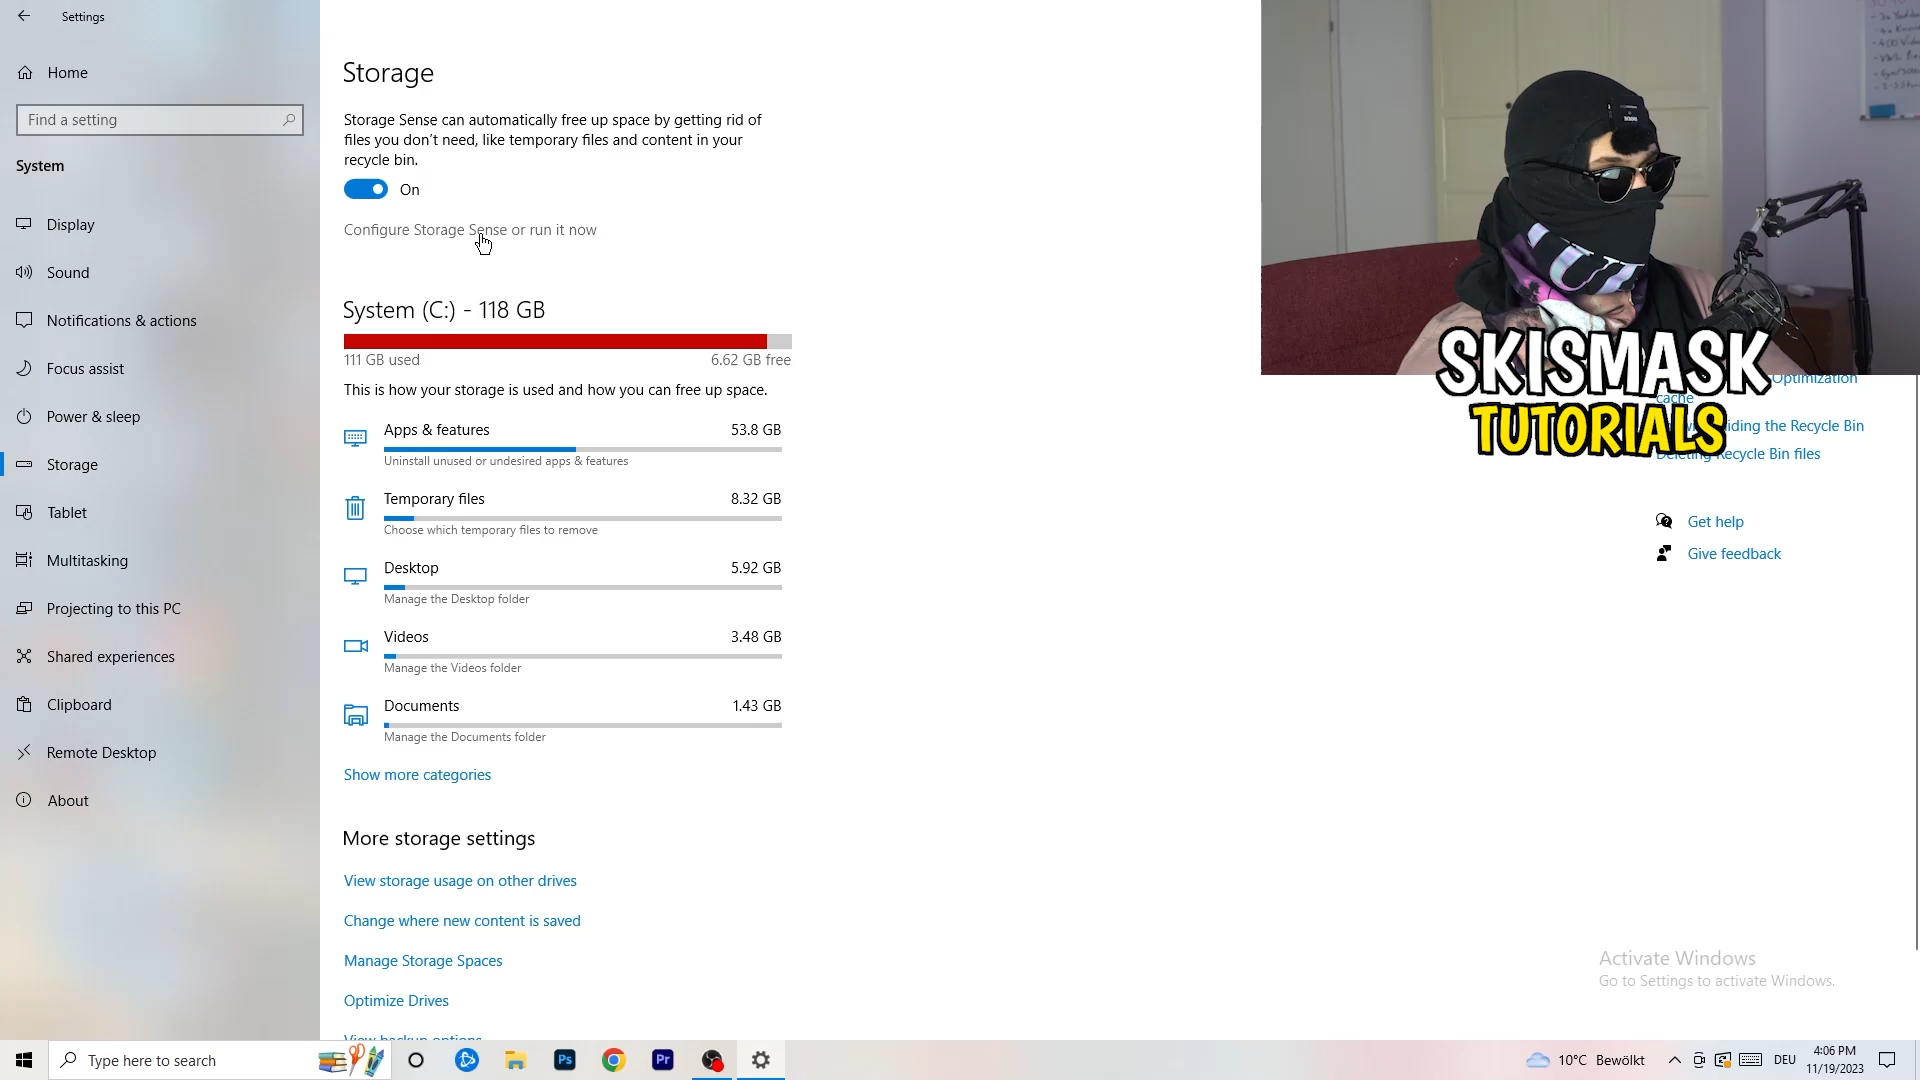 Settings
Home
Find a setting
System
Display
Sound
Notifications & actions
Focus assist
Power & sleep
Storage
Tablet
Multitasking
Projecting to this PC
Shared experiences
Clipboard
Remote Desktop
About
Storage
Storage Sense can automatically free up space by getting rid of
files you don't need, like temporary files and content in your
recycle bin.
On
Configure Storage Sense or run it now
System (C:) - 118 GB
111 GB used 6.62 GB free
This is how your storage is used and how you can free up space.
Apps & features 53.8 GB
Uninstall unused or undesired apps & features
Temporary files 8.32 GB
Choose which temporary files to remove
Desktop 5.92 GB
Manage the Desktop folder
Videos 3.48 GB
Manage the Videos folder
Documents 1.43 GB
Manage the Documents folder
Show more categories
More storage settings
View storage usage on other drives
Change where new content is saved
Manage Storage Spaces
Optimize Drives
View backup options
SKISMASK
TUTORIALS
Optimization
cache
the Recycle Bin
Recycle Bin files
Get help
Give feedback
Activate Windows
Go to Settings to activate Windows.
Type here to search
Ps
Pr
10°C Bewölkt
DEU
4:06 PM
11/19/2023